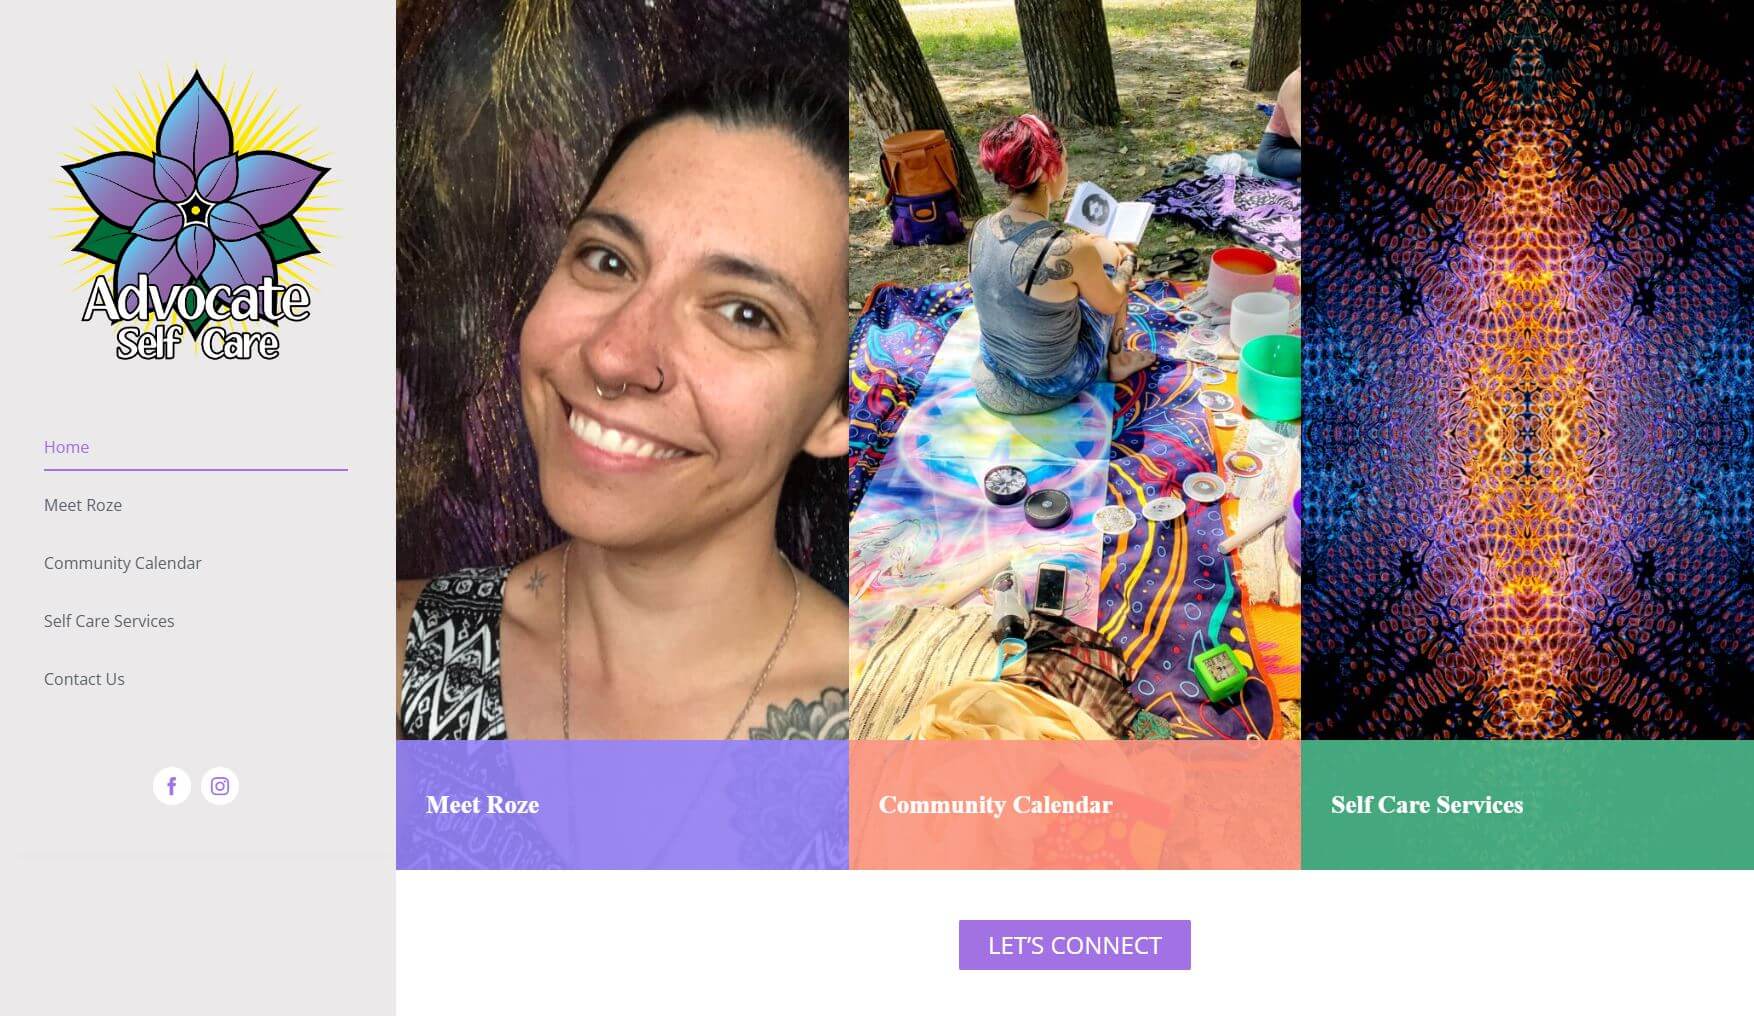 Advocate
Self Care
Home
Meet Roze
Community Calendar
Self Care Services
Contact Us
Meet Roze
Community Calendar
Self Care Services
LET’S CONNECT